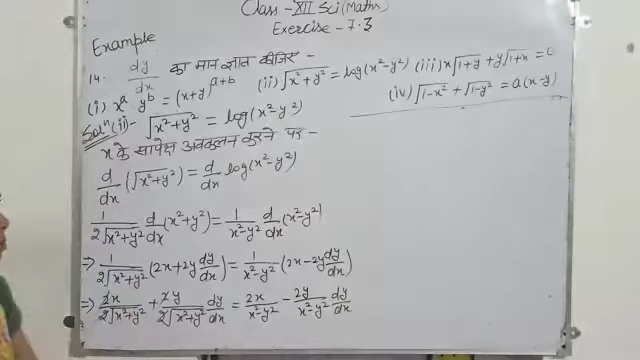 Class-XII Sci (Maths)
Exercise-7.3
Example
14. dy/dx का मान ज्ञात कीजिए -
(i) x^a y^b = (x+y)^(a+b) (ii) √(x²+y²) = log(x²-y²) (iii) x√(1+y) + y√(1+x) = 0
(iv) √(1-x²) + √(1-y²) = a(x-y)
Solⁿ(ii)- √(x²+y²) = log(x²-y²)
x के सापेक्ष अवकलन करने पर -
d/dx (√(x²+y²)) = d/dx log(x²-y²)
1/(2√(x²+y²)) d/dx (x²+y²) = 1/(x²-y²) d/dx (x²-y²)
⇒ 1/(2√(x²+y²)) (2x+2y dy/dx) = 1/(x²-y²) (2x-2y dy/dx)
⇒ 2x/(2√(x²+y²)) + 2y/(2√(x²+y²)) dy/dx = 2x/(x²-y²) - 2y/(x²-y²) dy/dx